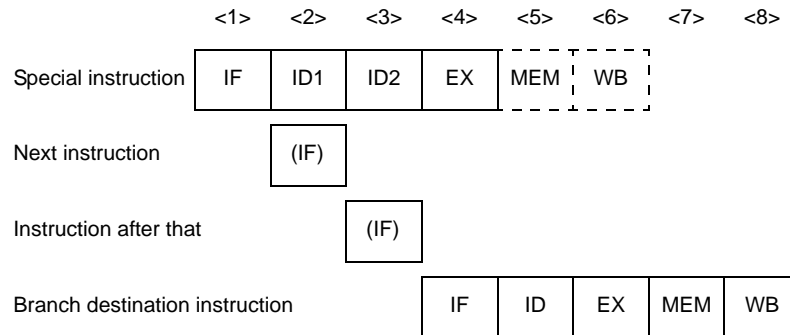 <1> <2> <3> <4> <5> <6> <7> <8>
Special instruction IF ID1 ID2 EX MEM WB
Next instruction (IF)
Instruction after that (IF)
Branch destination instruction IF ID EX MEM WB